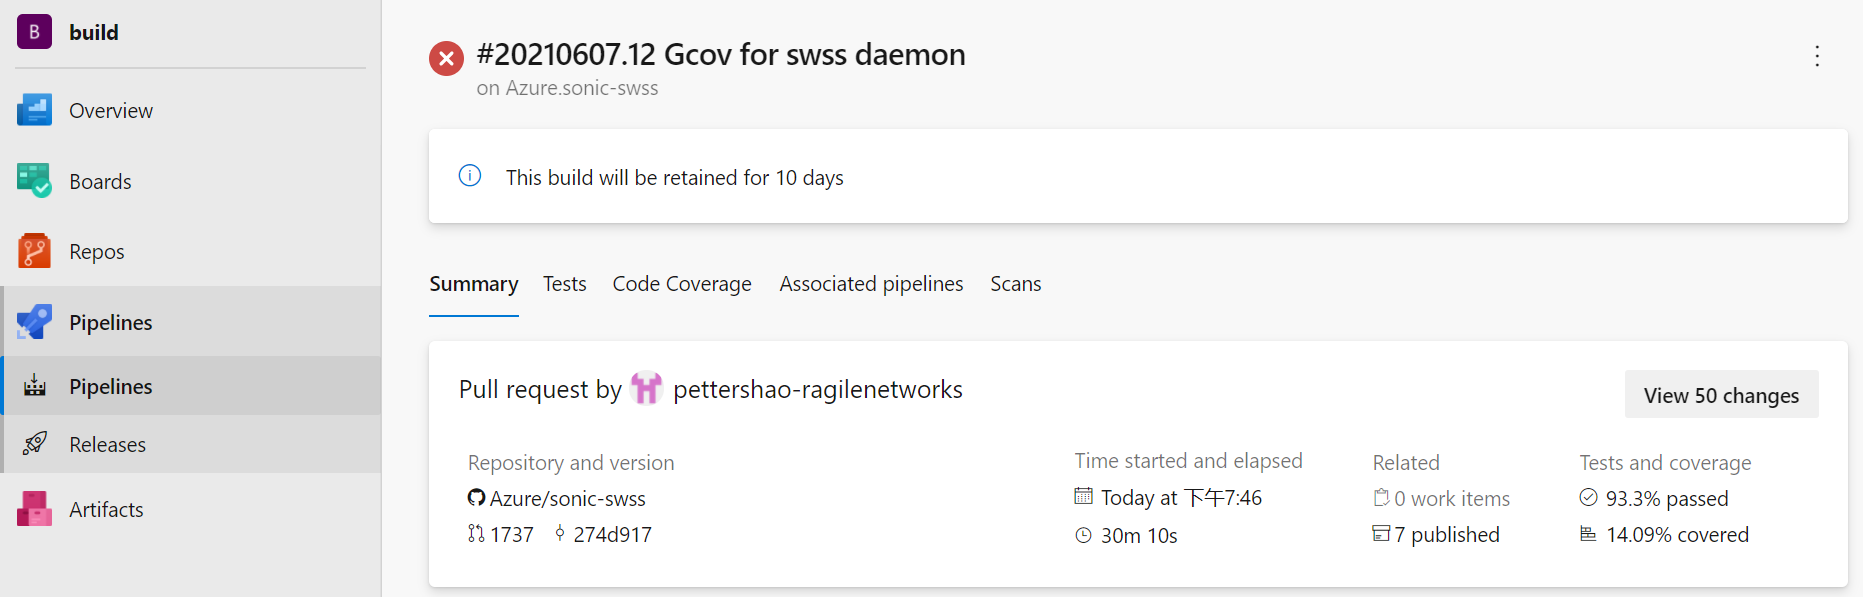 B build
Overview
Boards
Repos
Pipelines
Pipelines
Releases
Artifacts
#20210607.12 Gcov for swss daemon
on Azure.sonic-swss
This build will be retained for 10 days
Summary Tests Code Coverage Associated pipelines Scans
Pull request by pettershao-ragilenetworks
View 50 changes
Repository and version
Azure/sonic-swss
1737 274d917
Time started and elapsed
Today at 下午7:46
30m 10s
Related
0 work items
7 published
Tests and coverage
93.3% passed
14.09% covered